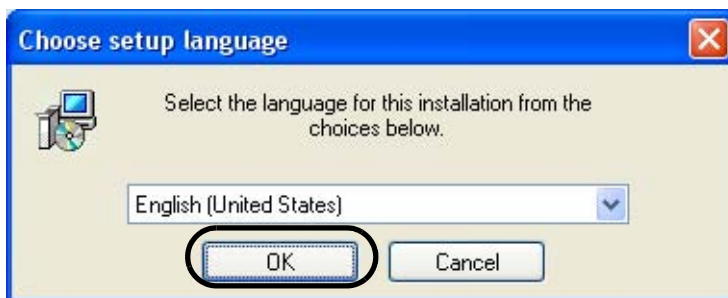 Choose setup language
Select the language for this installation from the
choices below.
English (United States)
OK
Cancel